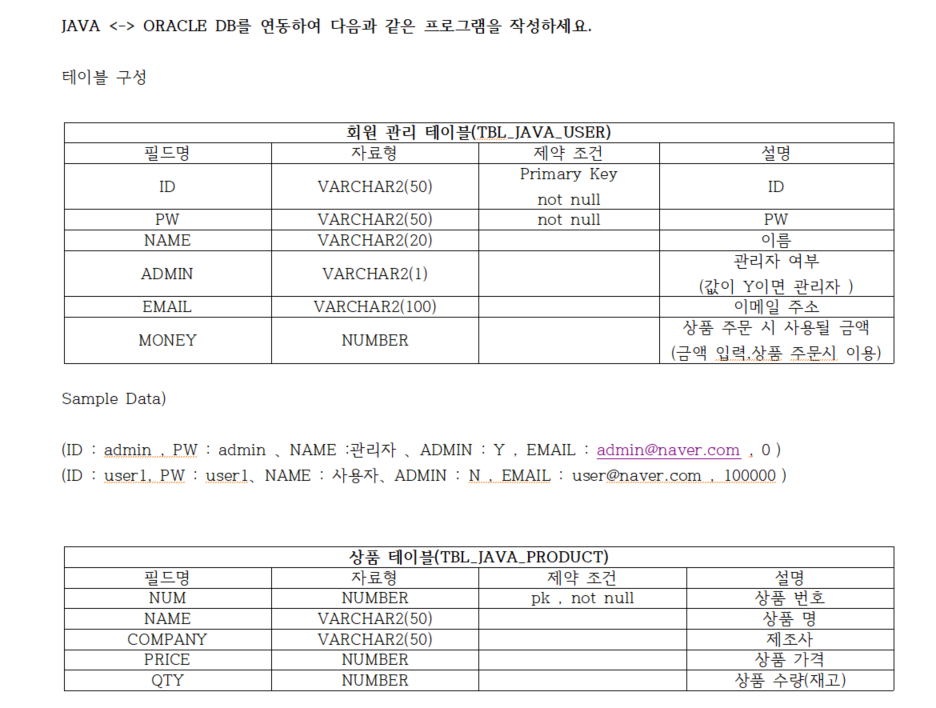 JAVA <-> ORACLE DB를 연동하여 다음과 같은 프로그램을 작성하세요.
테이블 구성
회원 관리 테이블(TBL_JAVA_USER)
필드명 자료형 제약 조건 설명
ID VARCHAR2(50) Primary Key not null ID
PW VARCHAR2(50) not null PW
NAME VARCHAR2(20) 이름
ADMIN VARCHAR2(1) 관리자 여부 (값이 Y이면 관리자 )
EMAIL VARCHAR2(100) 이메일 주소
MONEY NUMBER 상품 주문 시 사용될 금액 (금액 입력,상품 주문시 이용)
Sample Data)
(ID : admin , PW : admin 、NAME :관리자 、ADMIN : Y , EMAIL : admin@naver.com , 0 )
(ID : user1, PW : user1、NAME : 사용자、ADMIN : N , EMAIL : user@naver.com , 100000 )
상품 테이블(TBL_JAVA_PRODUCT)
필드명 자료형 제약 조건 설명
NUM NUMBER pk , not null 상품 번호
NAME VARCHAR2(50) 상품 명
COMPANY VARCHAR2(50) 제조사
PRICE NUMBER 상품 가격
QTY NUMBER 상품 수량(재고)